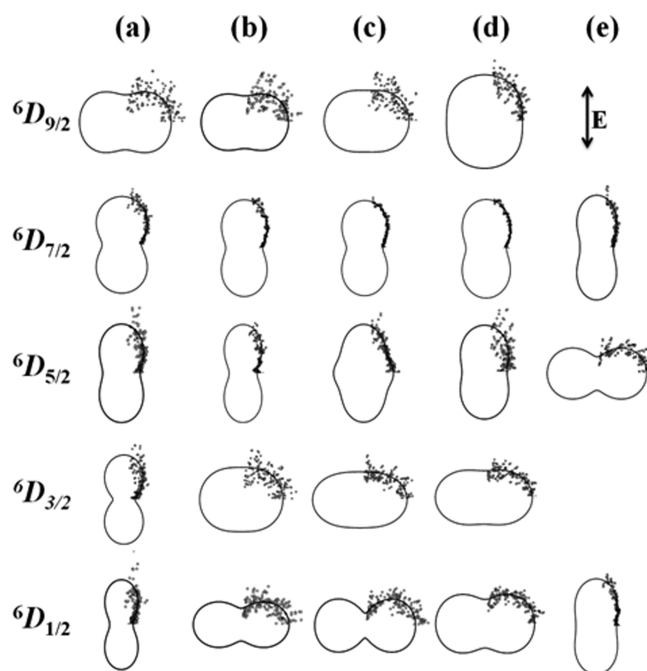 (a) (b) (c) (d) (e)
⁶D₉/₂ E
⁶D₇/₂
⁶D₅/₂
⁶D₃/₂
⁶D₁/₂